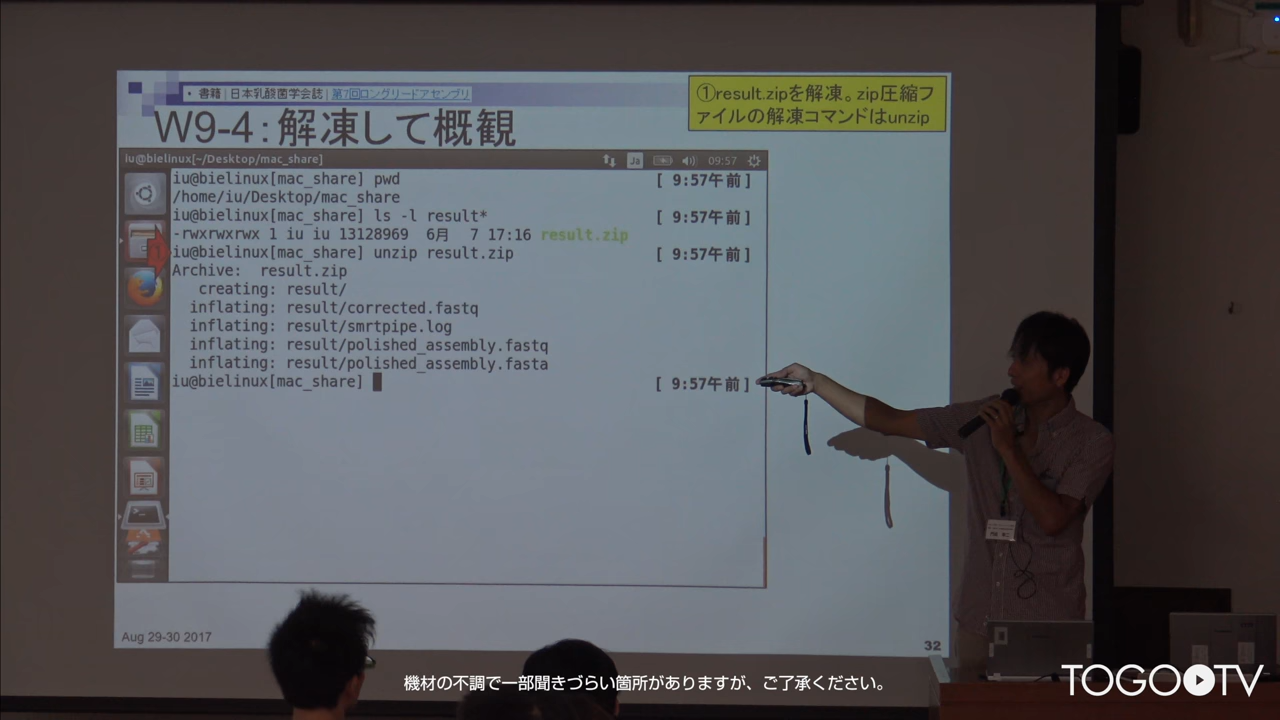 ・ 書籍 | 日本乳酸菌学会誌 | 第7回ロングリードアセンブリ
W9-4：解凍して概観
①result.zipを解凍。zip圧縮フ
ァイルの解凍コマンドはunzip
iu@bielinux[~/Desktop/mac_share]
Ja
09:57
iu@bielinux[mac_share] pwd [ 9:57午前]
/home/iu/Desktop/mac_share
iu@bielinux[mac_share] ls -l result* [ 9:57午前]
-rwxrwxrwx 1 iu iu 13128969 6月 7 17:16 result.zip
iu@bielinux[mac_share] unzip result.zip [ 9:57午前]
Archive: result.zip
creating: result/
inflating: result/corrected.fastq
inflating: result/smrtpipe.log
inflating: result/polished_assembly.fastq
inflating: result/polished_assembly.fasta
iu@bielinux[mac_share] [ 9:57午前]
Aug 29-30 2017
32
機材の不調で一部聞きづらい箇所がありますが、ご了承ください。
TOGOTV